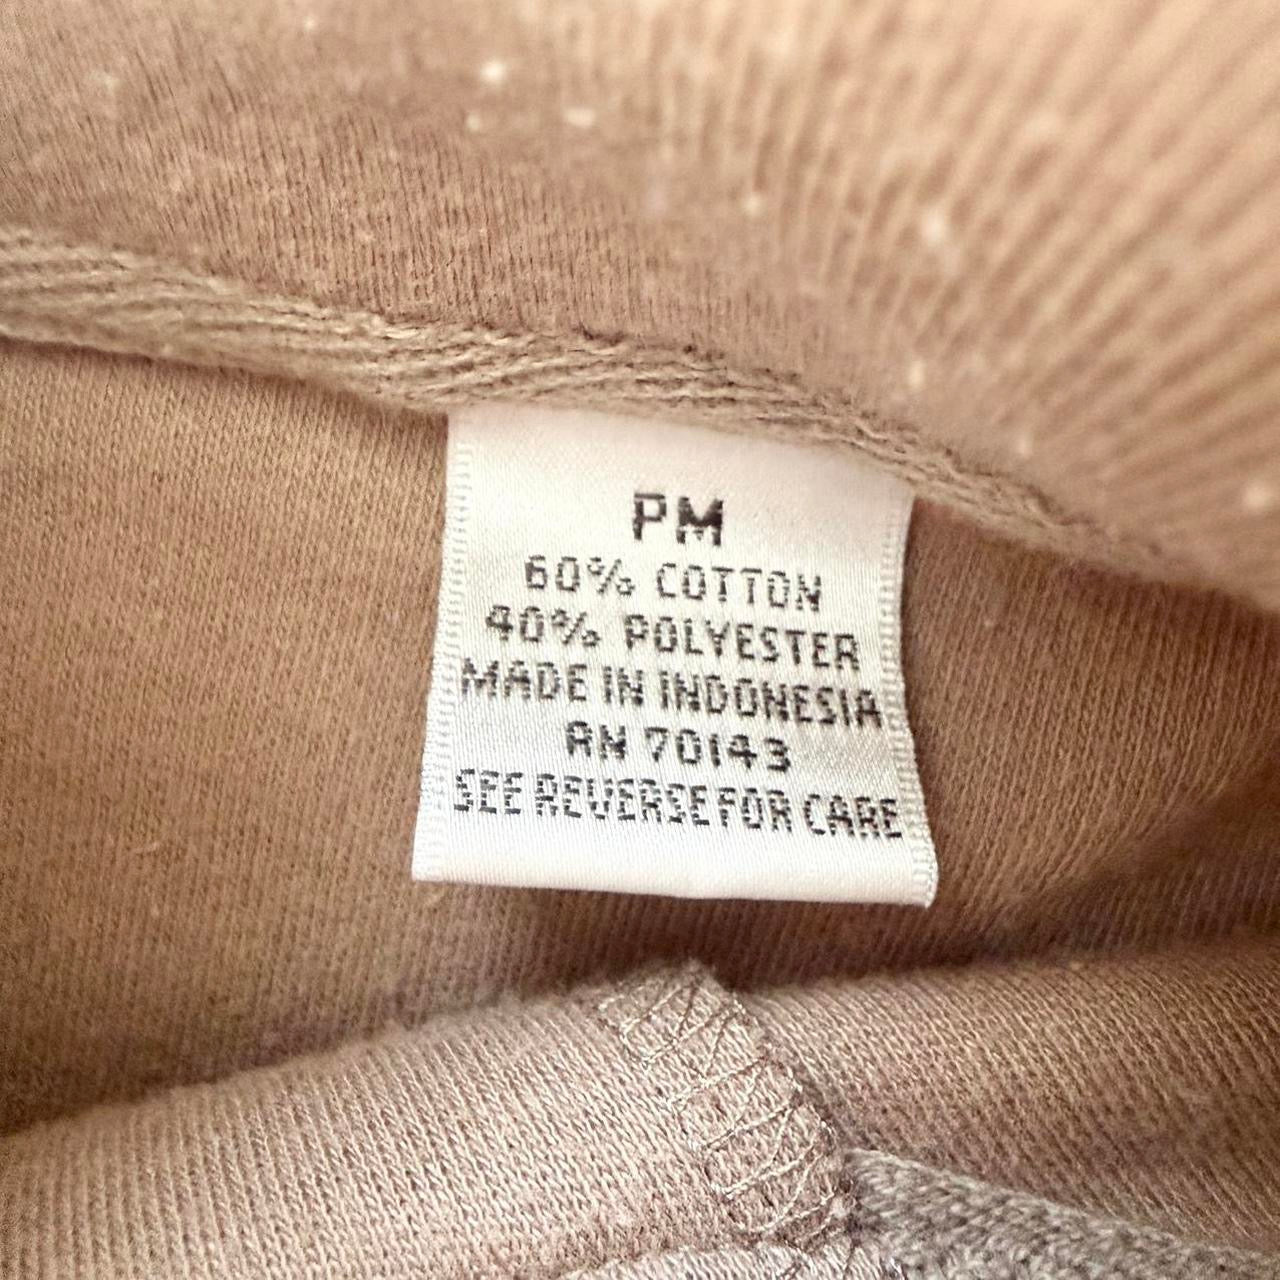 PM
60% COTTON
40% POLYESTER
MADE IN INDONESIA
RN 70143
SEE REVERSE FOR CARE